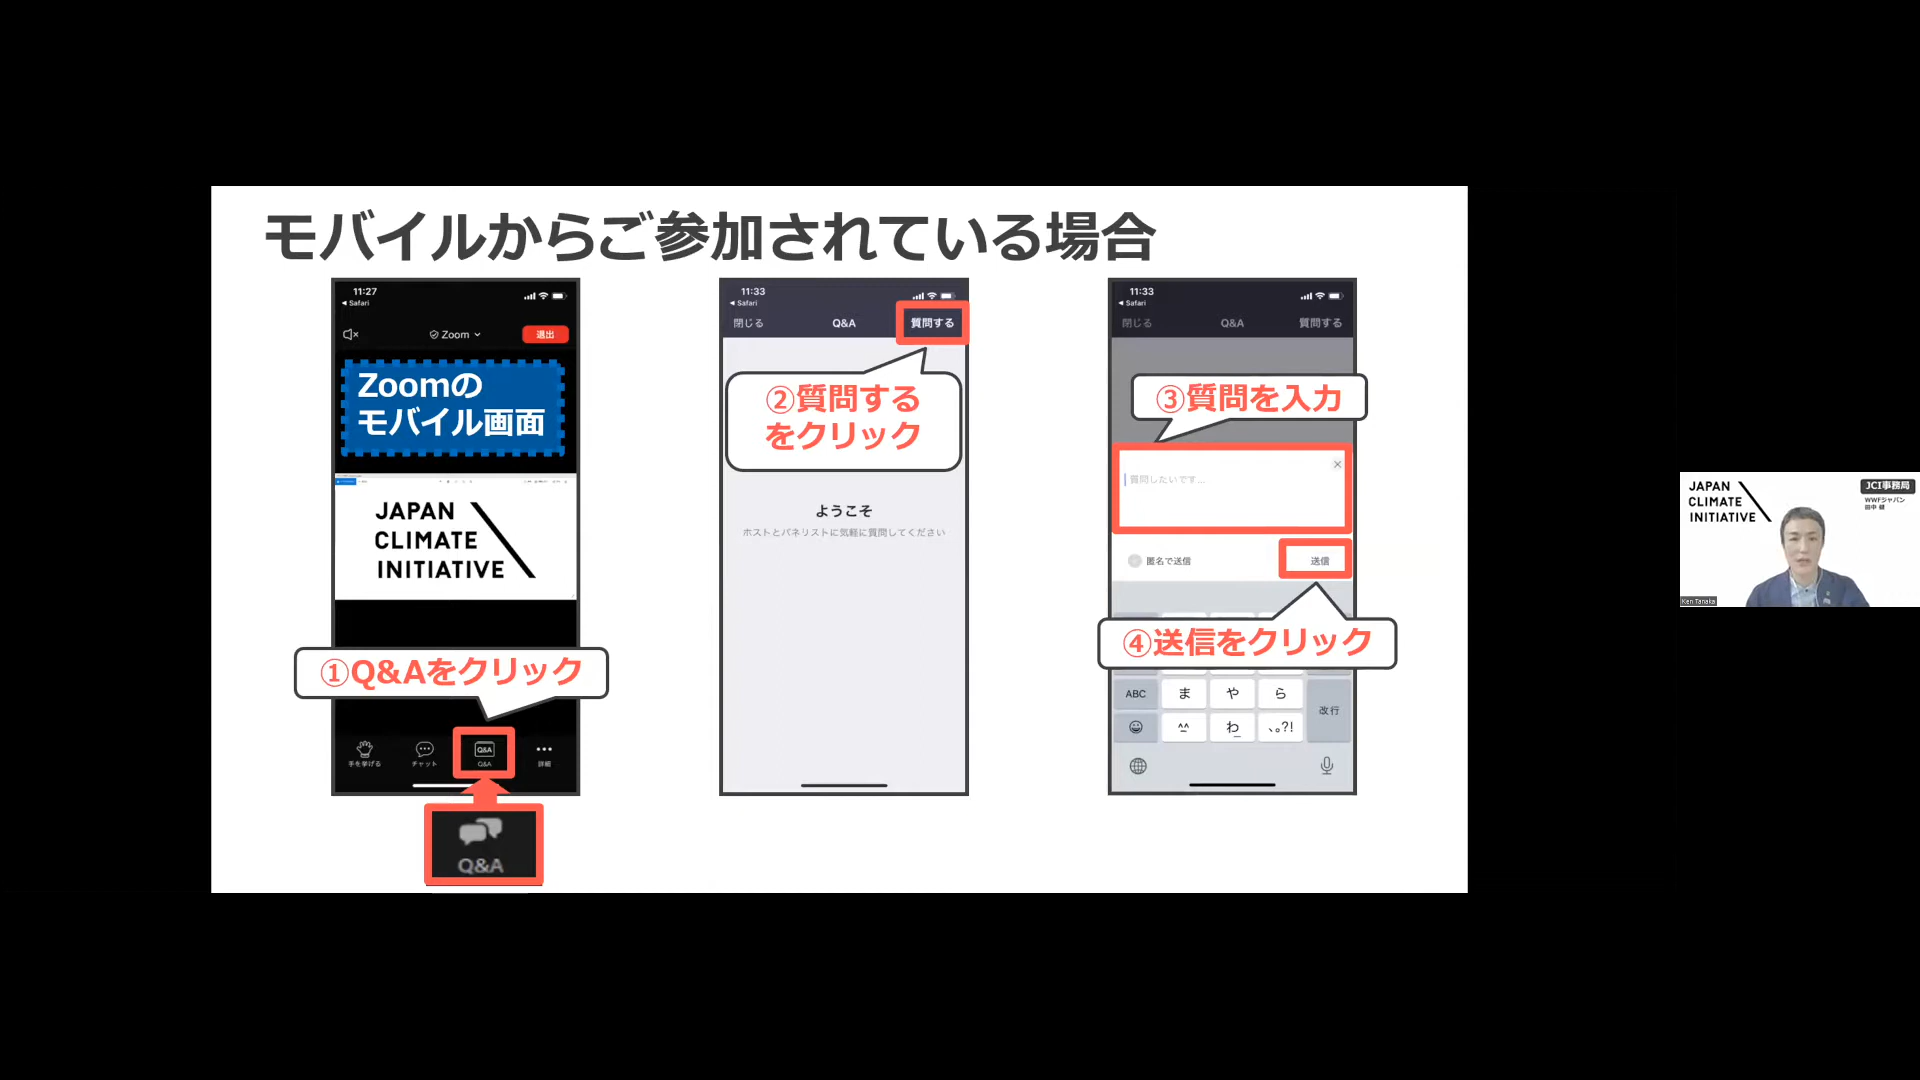 モバイルからご参加されている場合
11:27
◀ Safari
Zoom
退出
Zoomの
モバイル画面
JAPAN
CLIMATE
INITIATIVE
①Q&Aをクリック
手を挙げる
チャット
Q&A
Q&A
詳細
Q&A
11:33
◀ Safari
閉じる
Q&A
質問する
②質問する
をクリック
ようこそ
ホストとパネリストに気軽に質問してください
11:33
◀ Safari
閉じる
Q&A
質問する
③質問を入力
質問したいです...
匿名で送信
送信
④送信をクリック
ABC
ま
や
ら
改行
^^
わ
、。?!
JAPAN
CLIMATE
INITIATIVE
JCI事務局
WWFジャパン
田中 健
Ken Tanaka